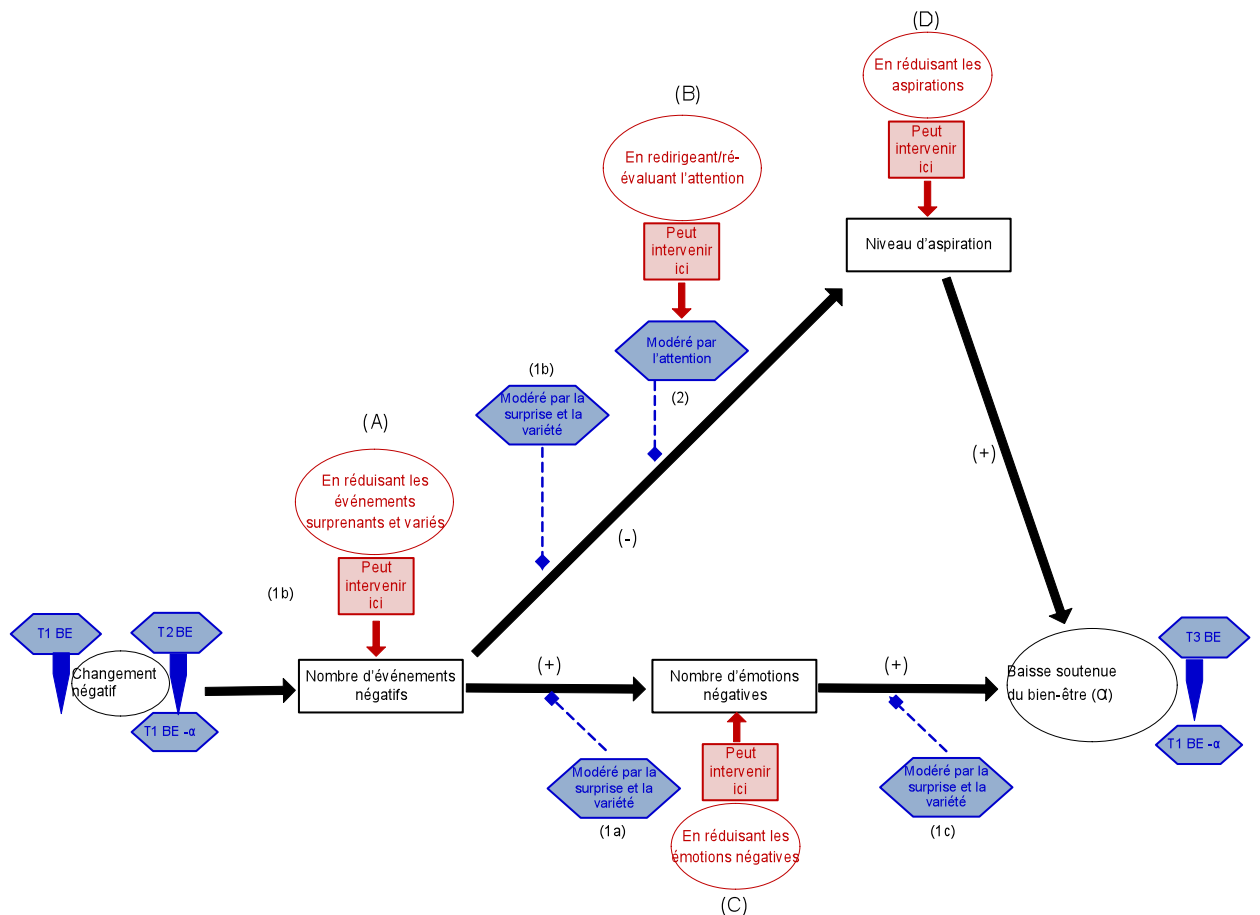 (D)
En réduisant les
aspirations
Peut
intervenir
ici
Niveau d'aspiration
(B)
En redirigeant/ré-
évaluant l'attention
Peut
intervenir
ici
Modéré par
l'attention
(2)
(1b)
Modéré par la
surprise et la
variété
(A)
En réduisant les
événements
surprenants et variés
Peut
intervenir
ici
(1b)
(-)
(+)
T1 BE
Changement
négatif
T2 BE
T1 BE -α
Nombre d'événements
négatifs
(+)
Nombre d'émotions
négatives
(+)
Baisse soutenue
du bien-être (α)
T3 BE
T1 BE -α
Modéré par la
surprise et la
variété
(1a)
Peut
intervenir
ici
En réduisant les
émotions négatives
(C)
Modéré par la
surprise et la
variété
(1c)